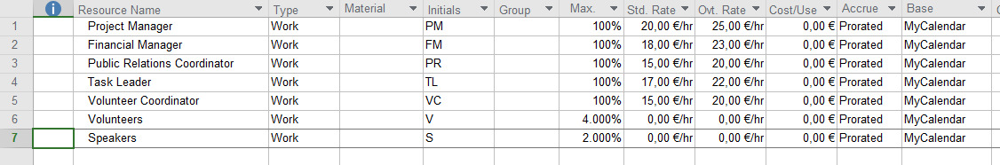 Resource Name Type Material Initials Group Max. Std. Rate Ovt. Rate Cost/Use Accrue Base
1 Project Manager Work PM 100% 20,00 €/hr 25,00 €/hr 0,00 € Prorated MyCalendar
2 Financial Manager Work FM 100% 18,00 €/hr 23,00 €/hr 0,00 € Prorated MyCalendar
3 Public Relations Coordinator Work PR 100% 15,00 €/hr 20,00 €/hr 0,00 € Prorated MyCalendar
4 Task Leader Work TL 100% 17,00 €/hr 22,00 €/hr 0,00 € Prorated MyCalendar
5 Volunteer Coordinator Work VC 100% 15,00 €/hr 20,00 €/hr 0,00 € Prorated MyCalendar
6 Volunteers Work V 4.000% 0,00 €/hr 0,00 €/hr 0,00 € Prorated MyCalendar
7 Speakers Work S 2.000% 0,00 €/hr 0,00 €/hr 0,00 € Prorated MyCalendar